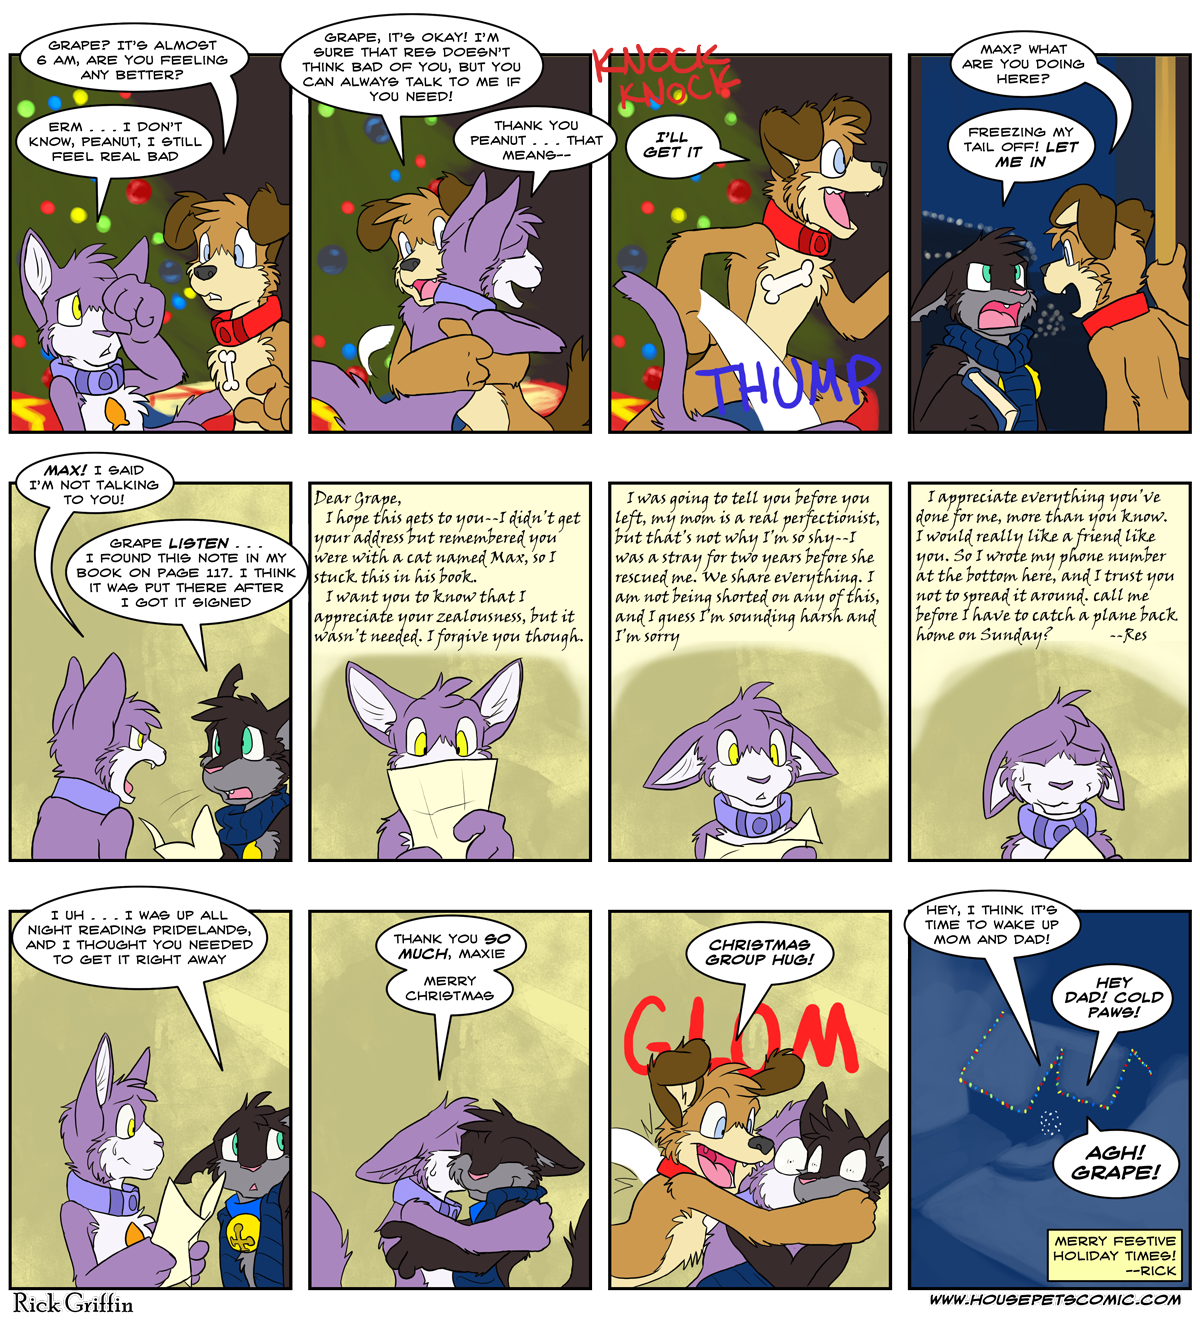 GRAPE? IT'S ALMOST
6 AM, ARE YOU FEELING
ANY BETTER?
ERM . . . I DON'T
KNOW, PEANUT, I STILL
FEEL REAL BAD
GRAPE, IT'S OKAY! I'M
SURE THAT RES DOESN'T
THINK BAD OF YOU, BUT YOU
CAN ALWAYS TALK TO ME IF
YOU NEED!
THANK YOU
PEANUT . . . THAT
MEANS--
KNOCK
KNOCK
I'LL
GET IT
THUMP
MAX? WHAT
ARE YOU DOING
HERE?
FREEZING MY
TAIL OFF! LET
ME IN
MAX! I SAID
I'M NOT TALKING
TO YOU!
GRAPE LISTEN . . .
I FOUND THIS NOTE IN MY
BOOK ON PAGE 117. I THINK
IT WAS PUT THERE AFTER
I GOT IT SIGNED
Dear Grape,
I hope this gets to you--I didn't get
your address but remembered you
were with a cat named Max, so I
stuck this in his book.
I want you to know that I
appreciate your zealousness, but it
wasn't needed. I forgive you though.
I was going to tell you before you
left, my mom is a real perfectionist,
but that's not why I'm so shy--I
was a stray for two years before she
rescued me. We share everything. I
am not being shorted on any of this,
and I guess I'm sounding harsh and
I'm sorry
I appreciate everything you've
done for me, more than you know.
I would really like a friend like
you. So I wrote my phone number
at the bottom here, and I trust you
not to spread it around. call me
before I have to catch a plane back
home on Sunday? --Res
I UH . . . I WAS UP ALL
NIGHT READING PRIDELANDS,
AND I THOUGHT YOU NEEDED
TO GET IT RIGHT AWAY
THANK YOU SO
MUCH, MAXIE
MERRY
CHRISTMAS
CHRISTMAS
GROUP HUG!
GLOM
HEY, I THINK IT'S
TIME TO WAKE UP
MOM AND DAD!
HEY
DAD! COLD
PAWS!
AGH!
GRAPE!
MERRY FESTIVE
HOLIDAY TIMES!
--RICK
Rick Griffin
WWW.HOUSEPETSCOMIC.COM